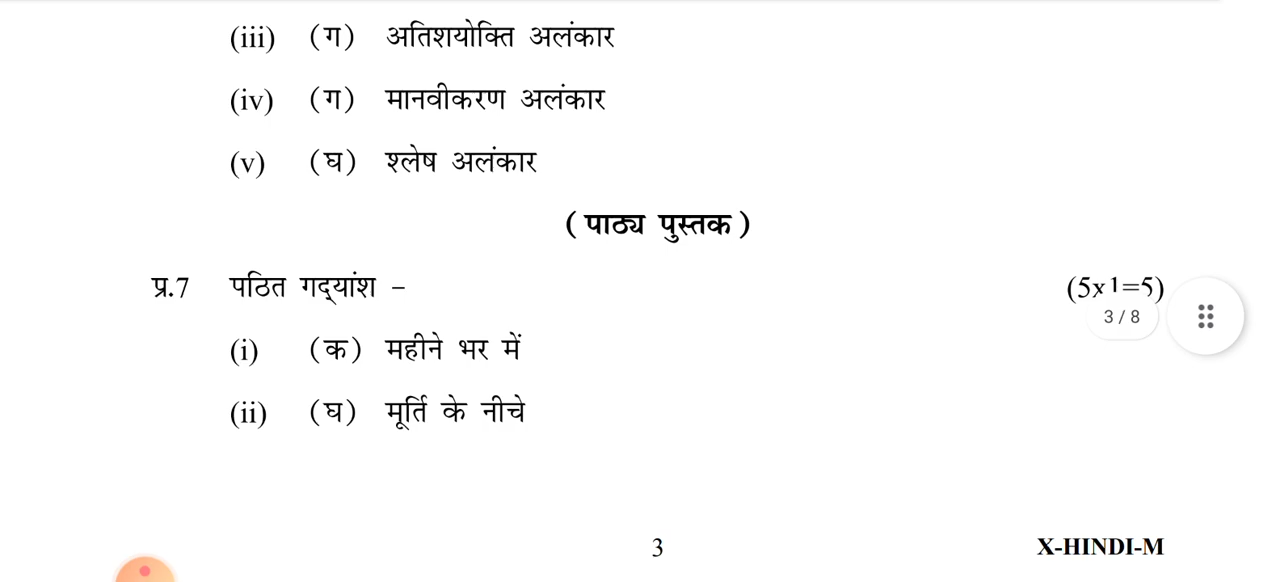 (iii) (ग) अतिशयोक्ति अलंकार
(iv) (ग) मानवीकरण अलंकार
(v) (घ) श्लेष अलंकार
(पाठ्य पुस्तक)
प्र.7 पठित गद्‌यांश – (5x1=5)
3 / 8
(i) (क) महीने भर में
(ii) (घ) मूर्ति के नीचे
3 X-HINDI-M